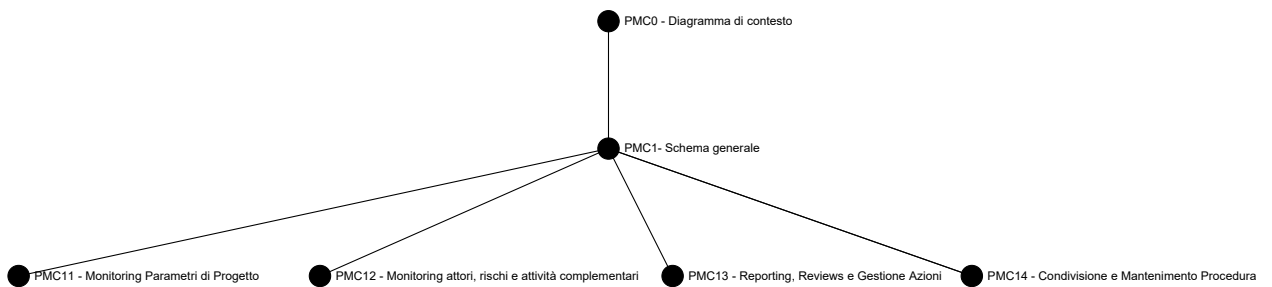 PMC0 - Diagramma di contesto
PMC1- Schema generale
PMC11 - Monitoring Parametri di Progetto
PMC12 - Monitoring attori, rischi e attività complementari
PMC13 - Reporting, Reviews e Gestione Azioni
PMC14 - Condivisione e Mantenimento Procedura